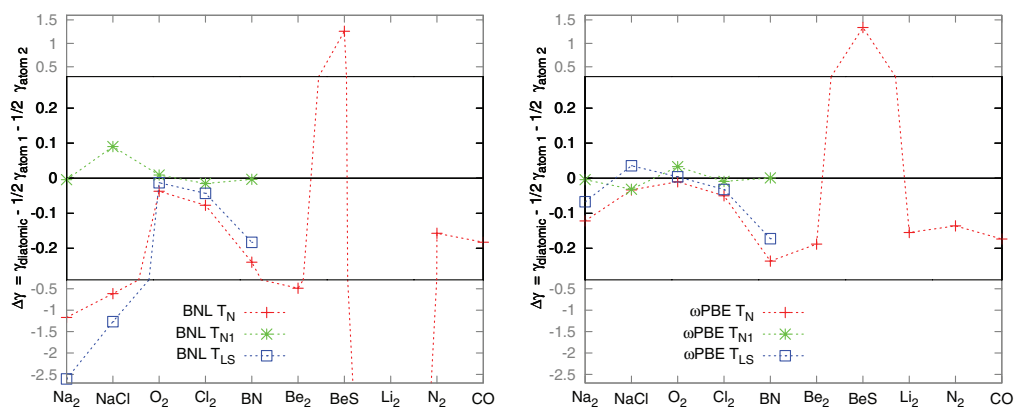 Δγ = γdiatomic - 1/2 γatom 1 - 1/2 γatom 2
1.5
1
0.5
0.2
0.1
0
-0.1
-0.2
-0.5
-1
-1.5
-2
-2.5
BNL TN
BNL TN1
BNL TLS
Na2 NaCl O2 Cl2 BN Be2 BeS Li2 N2 CO
Δγ = γdiatomic - 1/2 γatom 1 - 1/2 γatom 2
1.5
1
0.5
0.2
0.1
0
-0.1
-0.2
-0.5
-1
-1.5
-2
-2.5
ωPBE TN
ωPBE TN1
ωPBE TLS
Na2 NaCl O2 Cl2 BN Be2 BeS Li2 N2 CO